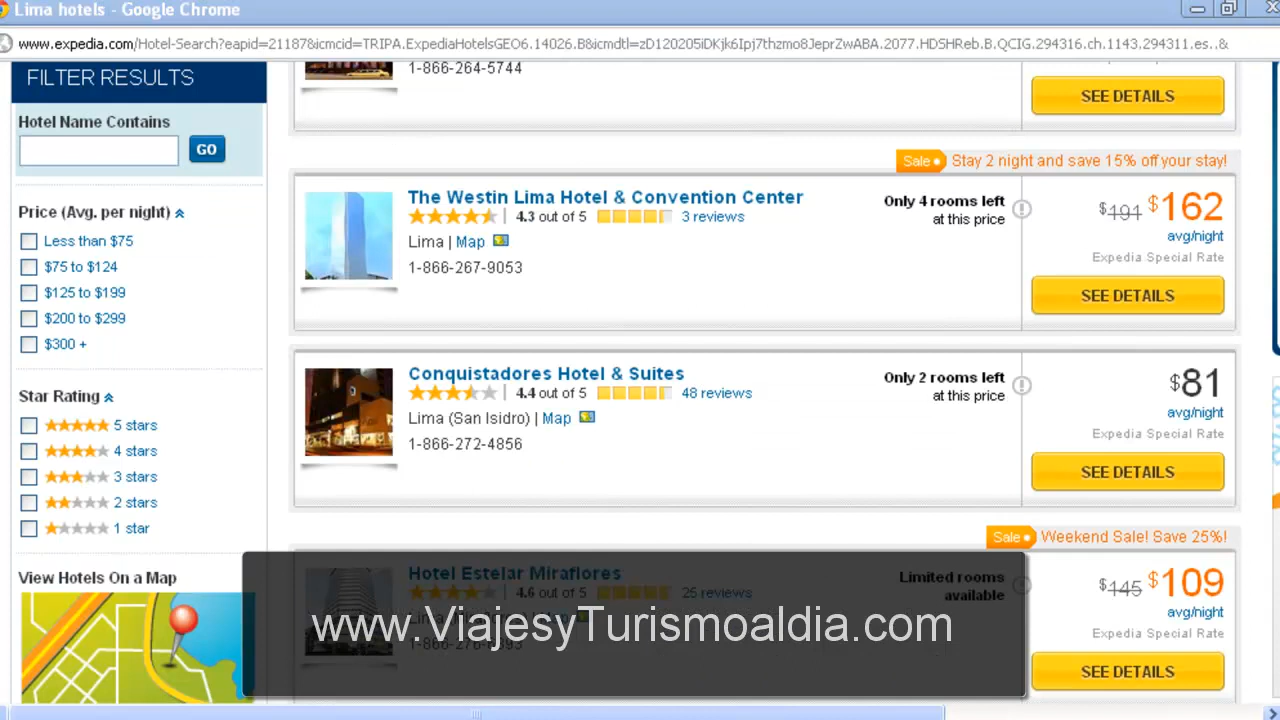 Lima hotels - Google Chrome
www.expedia.com/Hotel-Search?eapid=21187&icmcid=TRIPA.ExpediaHotelsGEO6.14026.B&icmdtl=zD120205iDKjk6Ipj7thzmo8JeprZwABA.2077.HDSHReb.B.QCIG.294316.ch.1143.294311.es..&
FILTER RESULTS
Hotel Name Contains
GO
Price (Avg. per night)
Less than $75
$75 to $124
$125 to $199
$200 to $299
$300 +
Star Rating
5 stars
4 stars
3 stars
2 stars
1 star
View Hotels On a Map
1-866-264-5744
SEE DETAILS
Sale Stay 2 night and save 15% off your stay!
The Westin Lima Hotel & Convention Center
4.3 out of 5 3 reviews
Lima | Map
1-866-267-9053
Only 4 rooms left
at this price
$191 $162
avg/night
Expedia Special Rate
SEE DETAILS
Conquistadores Hotel & Suites
4.4 out of 5 48 reviews
Lima (San Isidro) | Map
1-866-272-4856
Only 2 rooms left
at this price
$81
avg/night
Expedia Special Rate
SEE DETAILS
Sale Weekend Sale! Save 25%!
Hotel Estelar Miraflores
4.6 out of 5 25 reviews
Limited rooms
available
$145 $109
avg/night
Expedia Special Rate
SEE DETAILS
www.ViajesyTurismoaldia.com